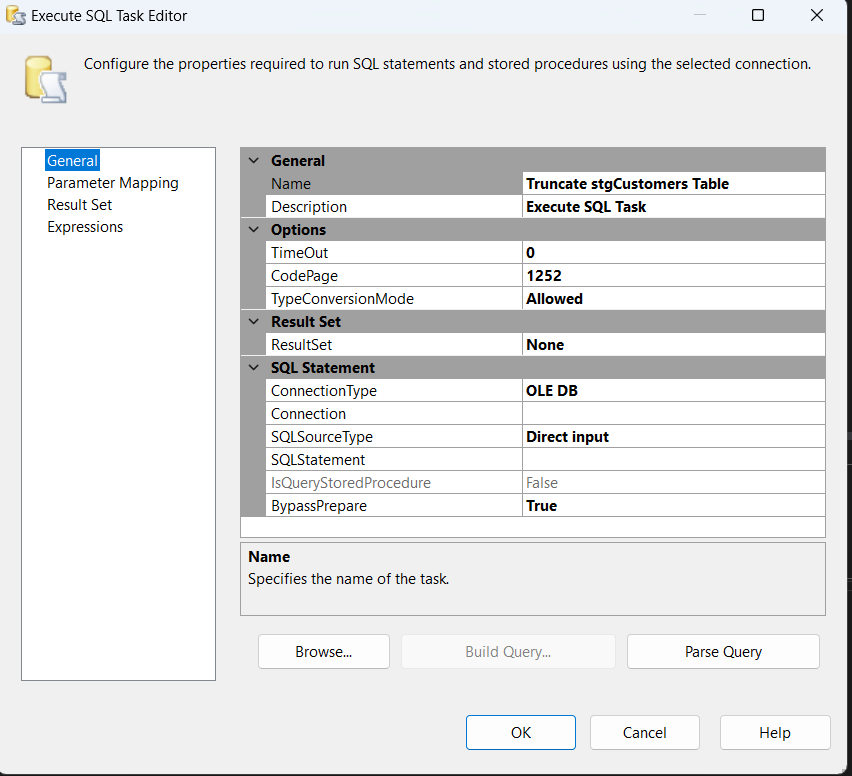 Execute SQL Task Editor
Configure the properties required to run SQL statements and stored procedures using the selected connection.
General
Parameter Mapping
Result Set
Expressions
General
Name Truncate stgCustomers Table
Description Execute SQL Task
Options
TimeOut 0
CodePage 1252
TypeConversionMode Allowed
Result Set
ResultSet None
SQL Statement
ConnectionType OLE DB
Connection
SQLSourceType Direct input
SQLStatement
IsQueryStoredProcedure False
BypassPrepare True
Name
Specifies the name of the task.
Browse... Build Query... Parse Query
OK Cancel Help